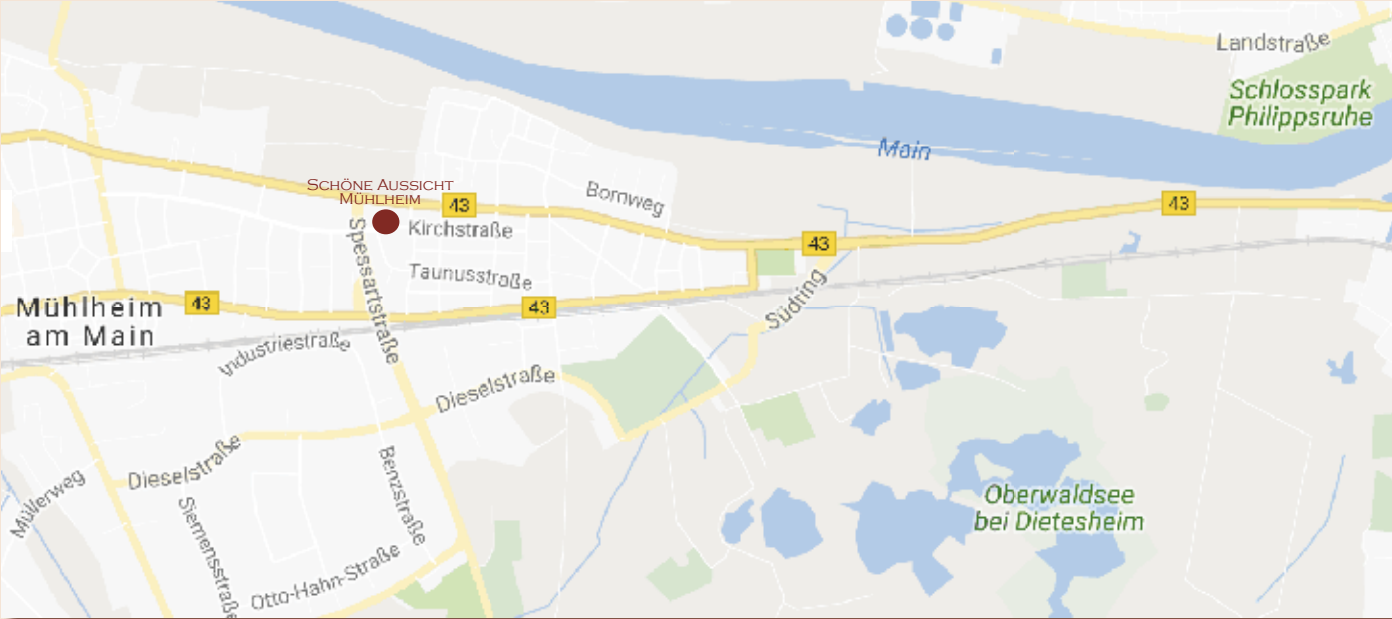 Landstraße
Schlosspark
Philippsruhe
Main
Schöne Aussicht
Mühlheim
43
Bornweg
43
Kirchstraße
43
Spessartstraße
Taunusstraße
Südring
43
43
Mühlheim
am Main
Industriestraße
Dieselstraße
Dieselstraße
Benzstraße
Müllerweg
Siemensstraße
Oberwaldsee
bei Dietesheim
Otto-Hahn-Straße